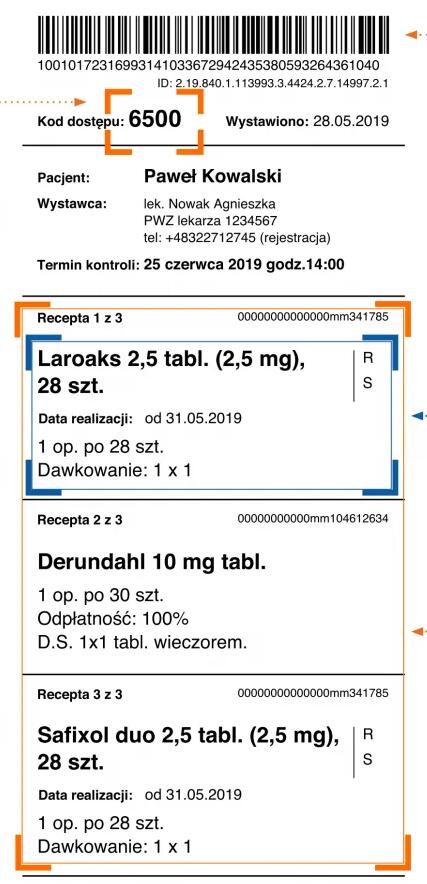 10010172316993141033672942435380593264361040
ID: 2.19.840.1.113993.3.4424.2.7.14997.2.1
Kod dostępu: 6500 Wystawiono: 28.05.2019
Pacjent: Paweł Kowalski
Wystawca: lek. Nowak Agnieszka
PWZ lekarza 1234567
tel: +48322712745 (rejestracja)
Termin kontroli: 25 czerwca 2019 godz.14:00
Recepta 1 z 3 00000000000000mm341785
Laroaks 2,5 tabl. (2,5 mg), R
28 szt. S
Data realizacji: od 31.05.2019
1 op. po 28 szt.
Dawkowanie: 1 x 1
Recepta 2 z 3 00000000000mm104612634
Derundahl 10 mg tabl.
1 op. po 30 szt.
Odpłatność: 100%
D.S. 1x1 tabl. wieczorem.
Recepta 3 z 3 00000000000000mm341785
Safixol duo 2,5 tabl. (2,5 mg), R
28 szt. S
Data realizacji: od 31.05.2019
1 op. po 28 szt.
Dawkowanie: 1 x 1